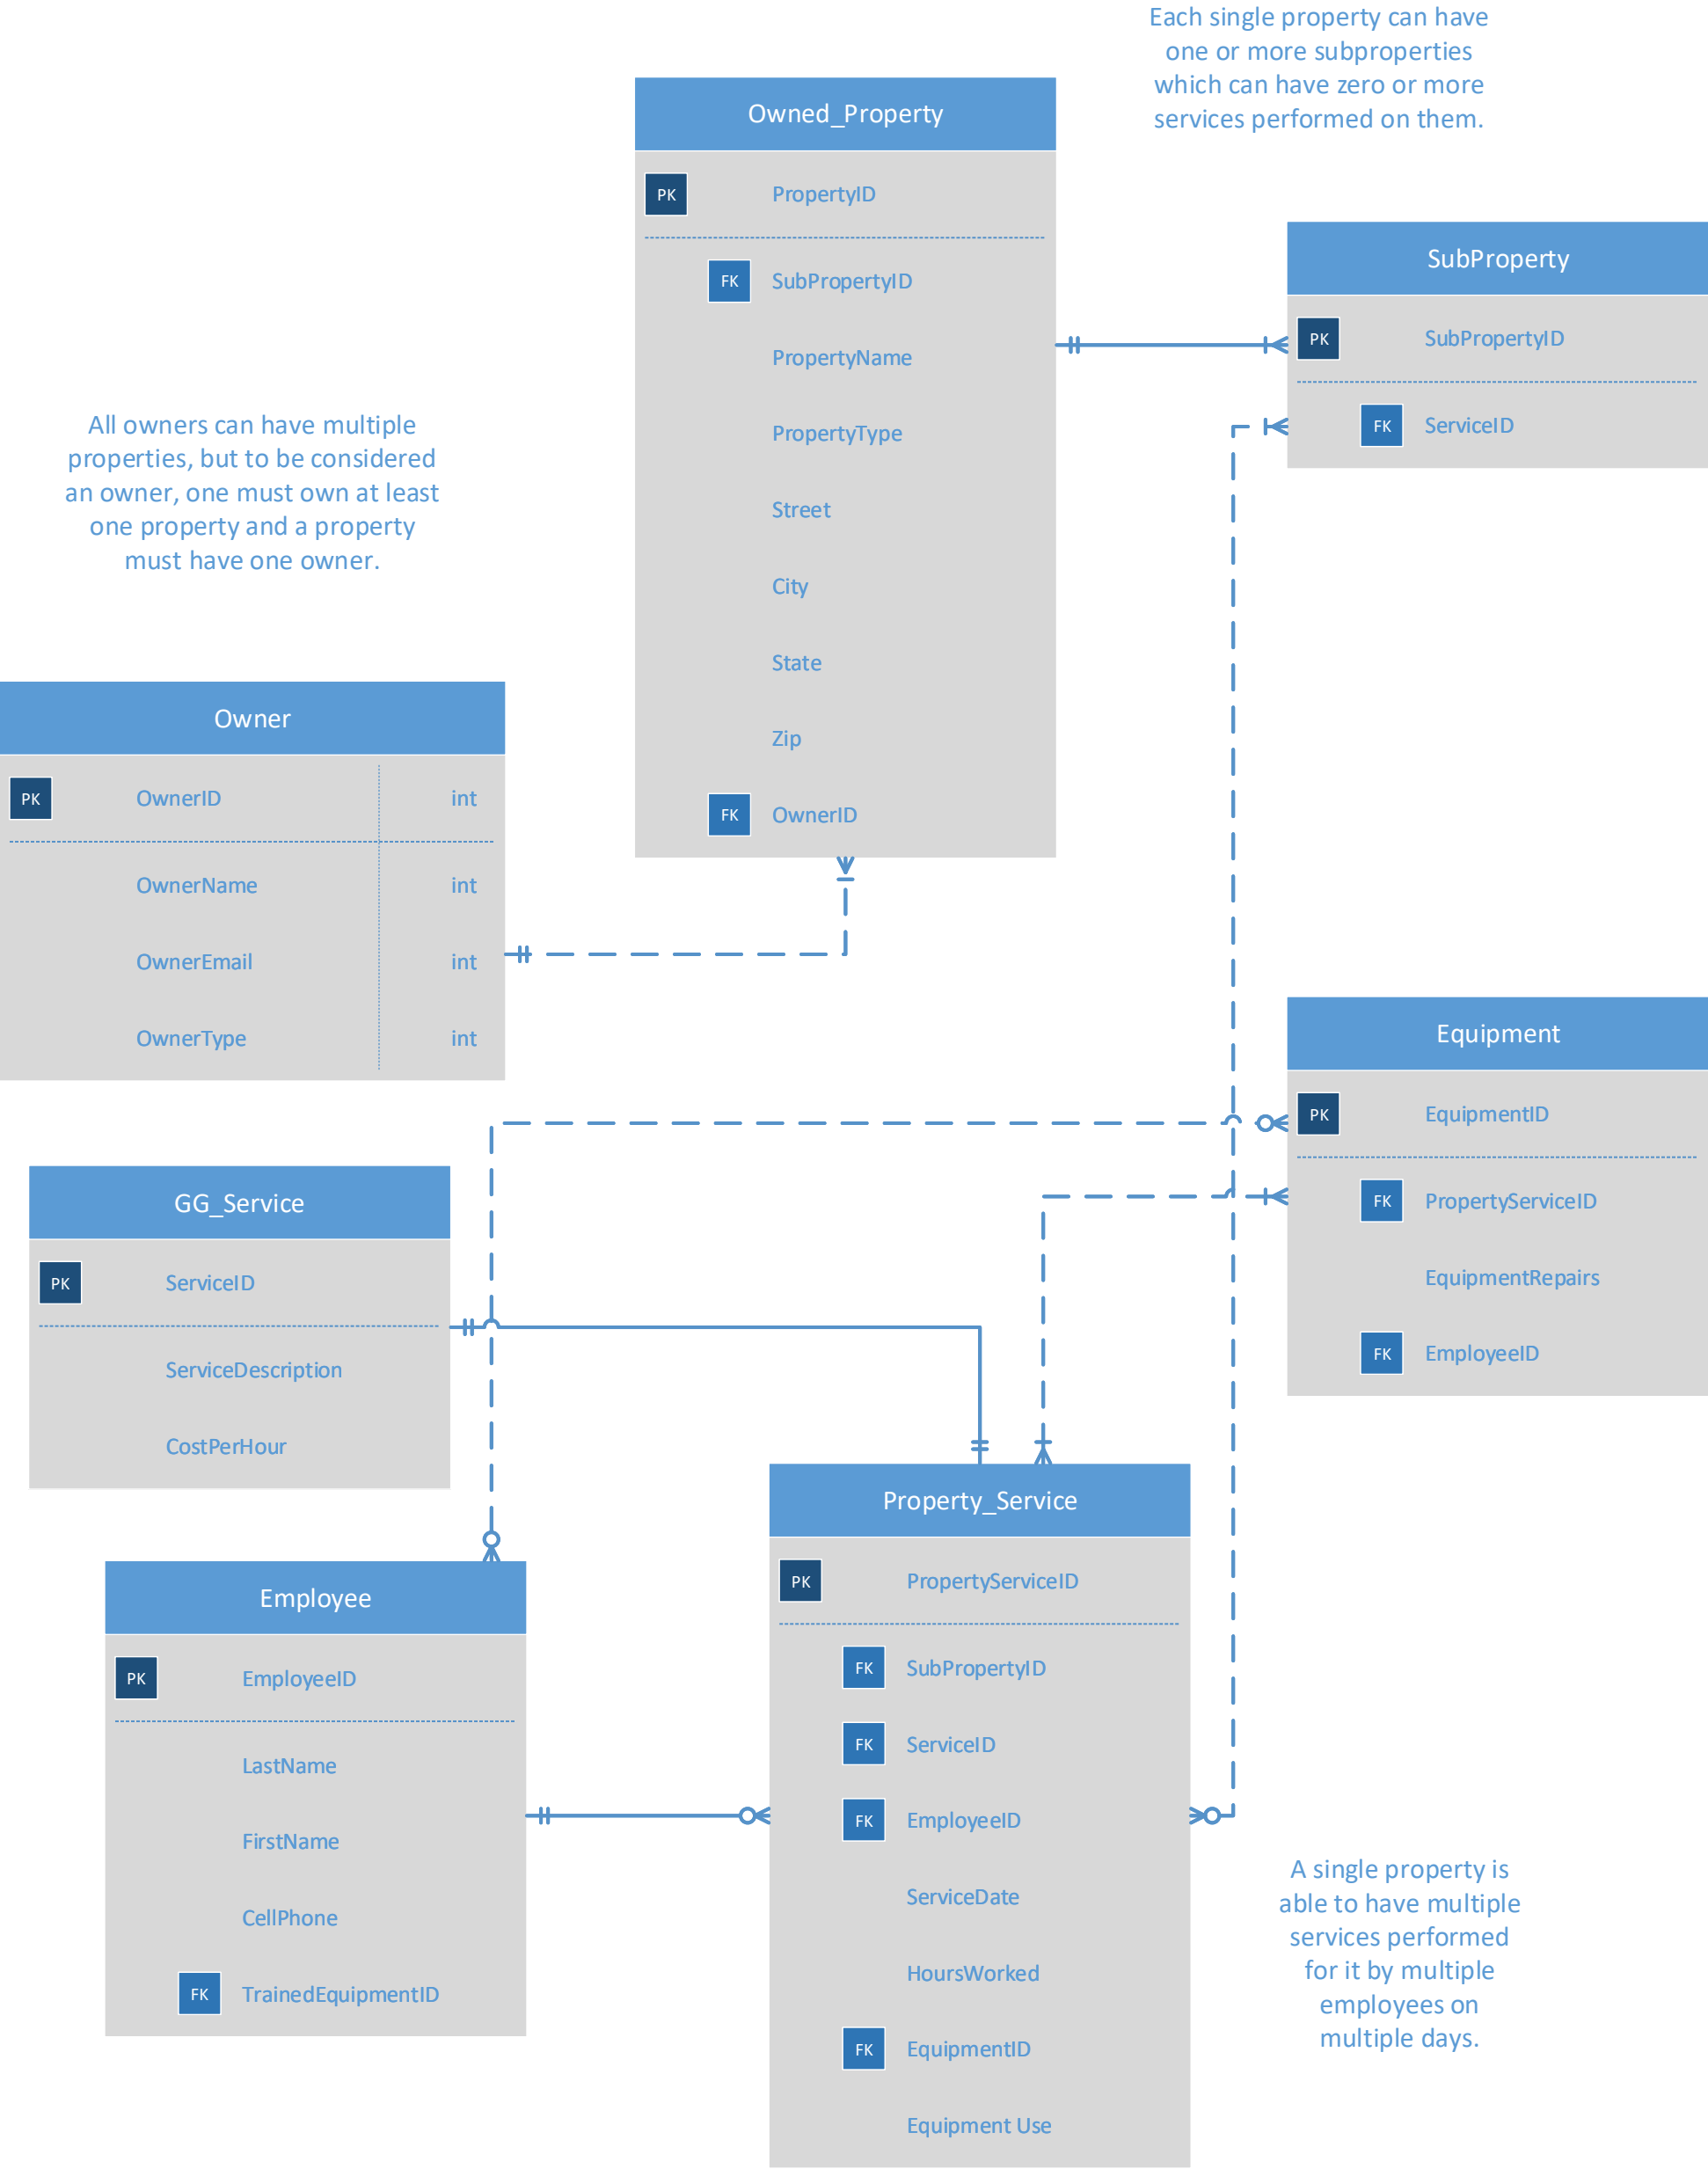 Each single property can have
one or more subproperties
which can have zero or more
services performed on them.
Owned_Property
PK PropertyID
FK SubPropertyID
PropertyName
PropertyType
Street
City
State
Zip
FK OwnerID
SubProperty
PK SubPropertyID
FK ServiceID
All owners can have multiple
properties, but to be considered
an owner, one must own at least
one property and a property
must have one owner.
Owner
PK OwnerID int
OwnerName int
OwnerEmail int
OwnerType int
Equipment
PK EquipmentID
FK PropertyServiceID
EquipmentRepairs
FK EmployeeID
GG_Service
PK ServiceID
ServiceDescription
CostPerHour
Property_Service
PK PropertyServiceID
FK SubPropertyID
FK ServiceID
FK EmployeeID
ServiceDate
HoursWorked
FK EquipmentID
Equipment Use
Employee
PK EmployeeID
LastName
FirstName
CellPhone
FK TrainedEquipmentID
A single property is
able to have multiple
services performed
for it by multiple
employees on
multiple days.